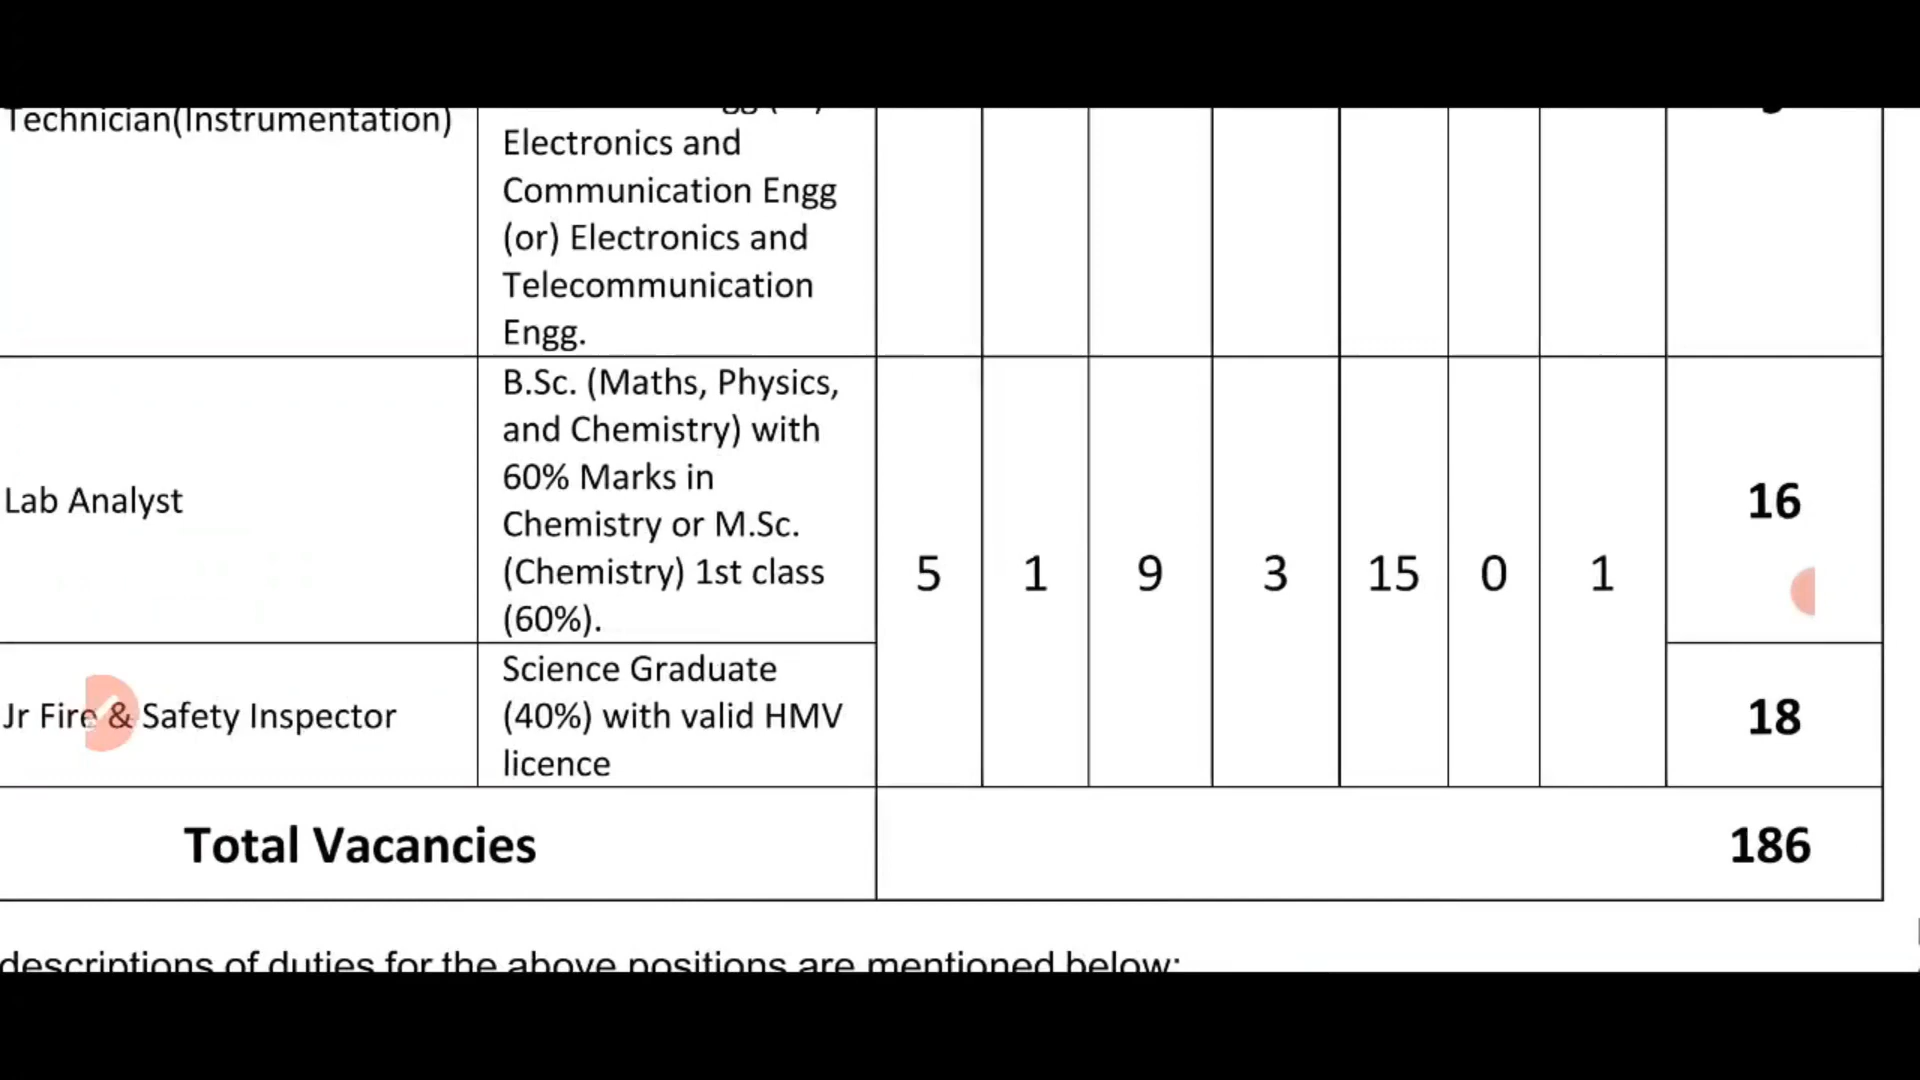 Technician(Instrumentation)
Electronics and
Communication Engg
(or) Electronics and
Telecommunication
Engg.
Lab Analyst
B.Sc. (Maths, Physics,
and Chemistry) with
60% Marks in
Chemistry or M.Sc.
(Chemistry) 1st class
(60%).
5 1 9 3 15 0 1
16
Jr Fire & Safety Inspector
Science Graduate
(40%) with valid HMV
licence
18
Total Vacancies 186
descriptions of duties for the above positions are mentioned below: